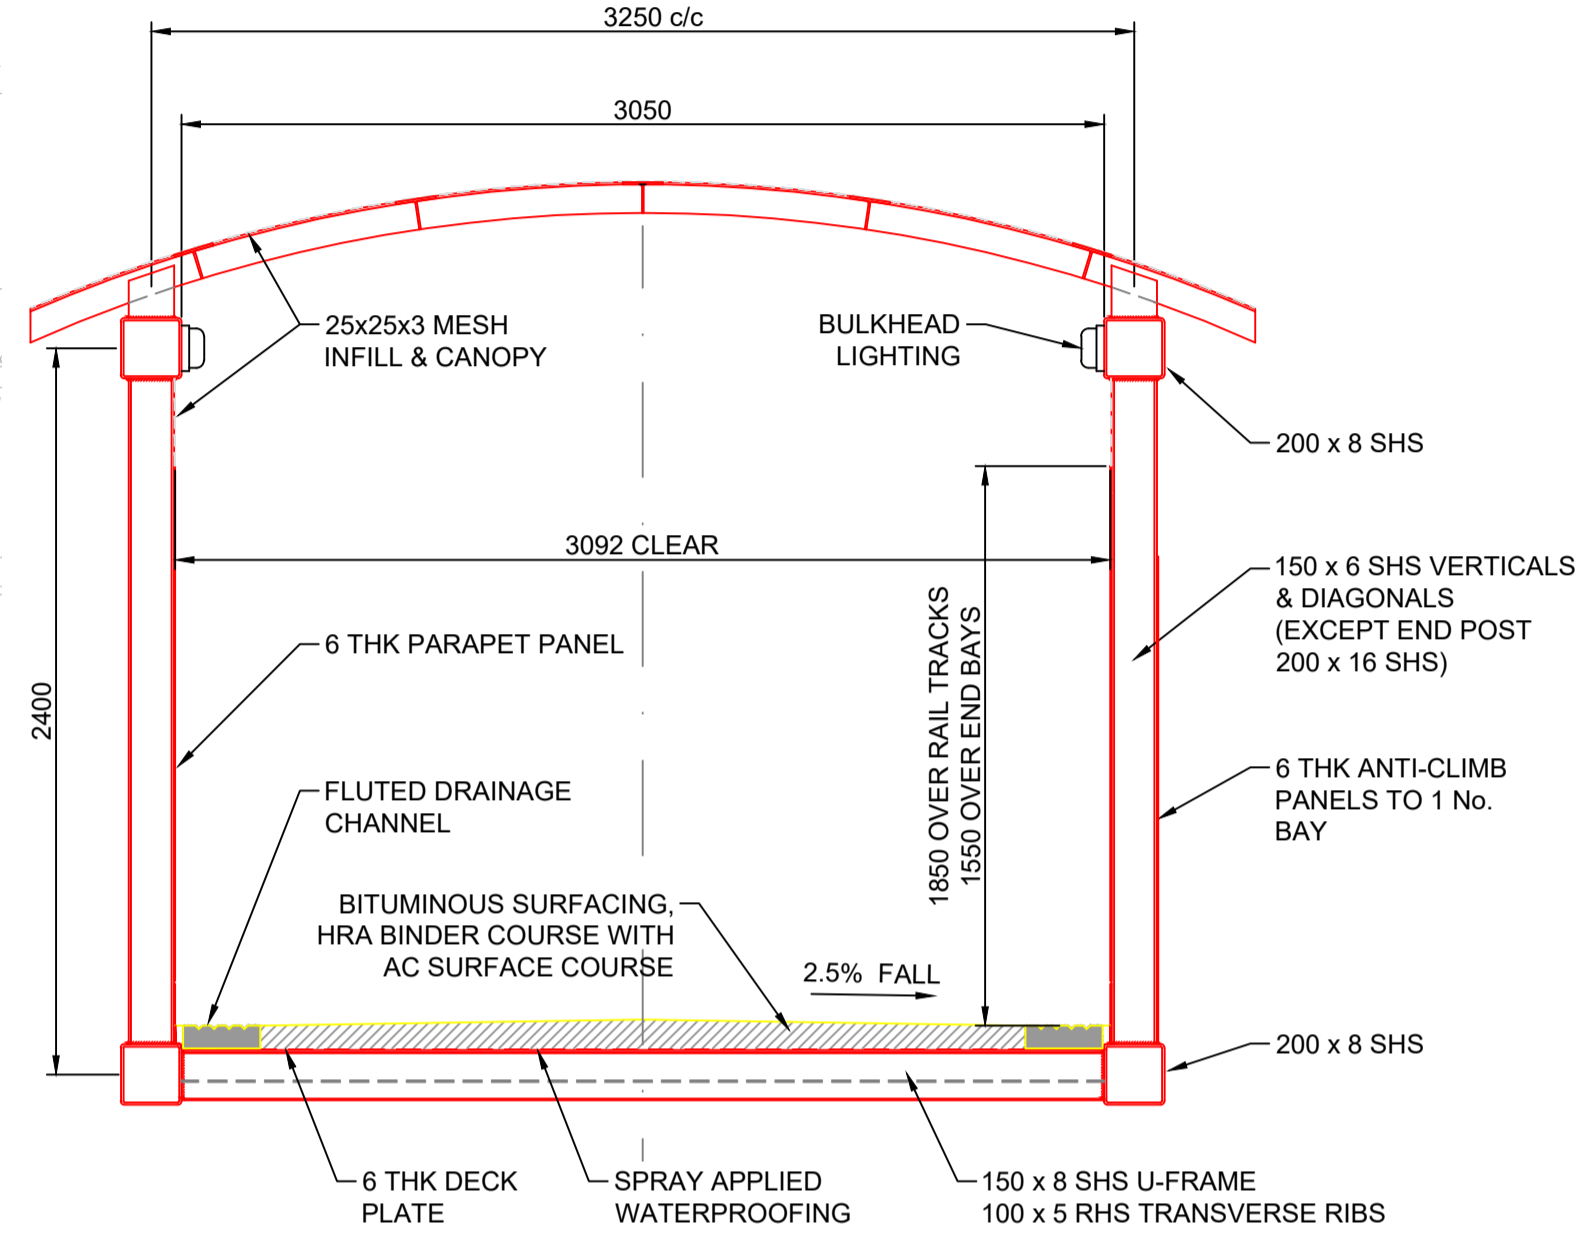 3250 c/c
3050
25x25x3 MESH
INFILL & CANOPY
BULKHEAD
LIGHTING
200 x 8 SHS
3092 CLEAR
150 x 6 SHS VERTICALS
& DIAGONALS
(EXCEPT END POST
200 x 16 SHS)
6 THK PARAPET PANEL
2400
1850 OVER RAIL TRACKS
1550 OVER END BAYS
6 THK ANTI-CLIMB
PANELS TO 1 No.
BAY
FLUTED DRAINAGE
CHANNEL
BITUMINOUS SURFACING,
HRA BINDER COURSE WITH
AC SURFACE COURSE
2.5% FALL
200 x 8 SHS
6 THK DECK
PLATE
SPRAY APPLIED
WATERPROOFING
150 x 8 SHS U-FRAME
100 x 5 RHS TRANSVERSE RIBS